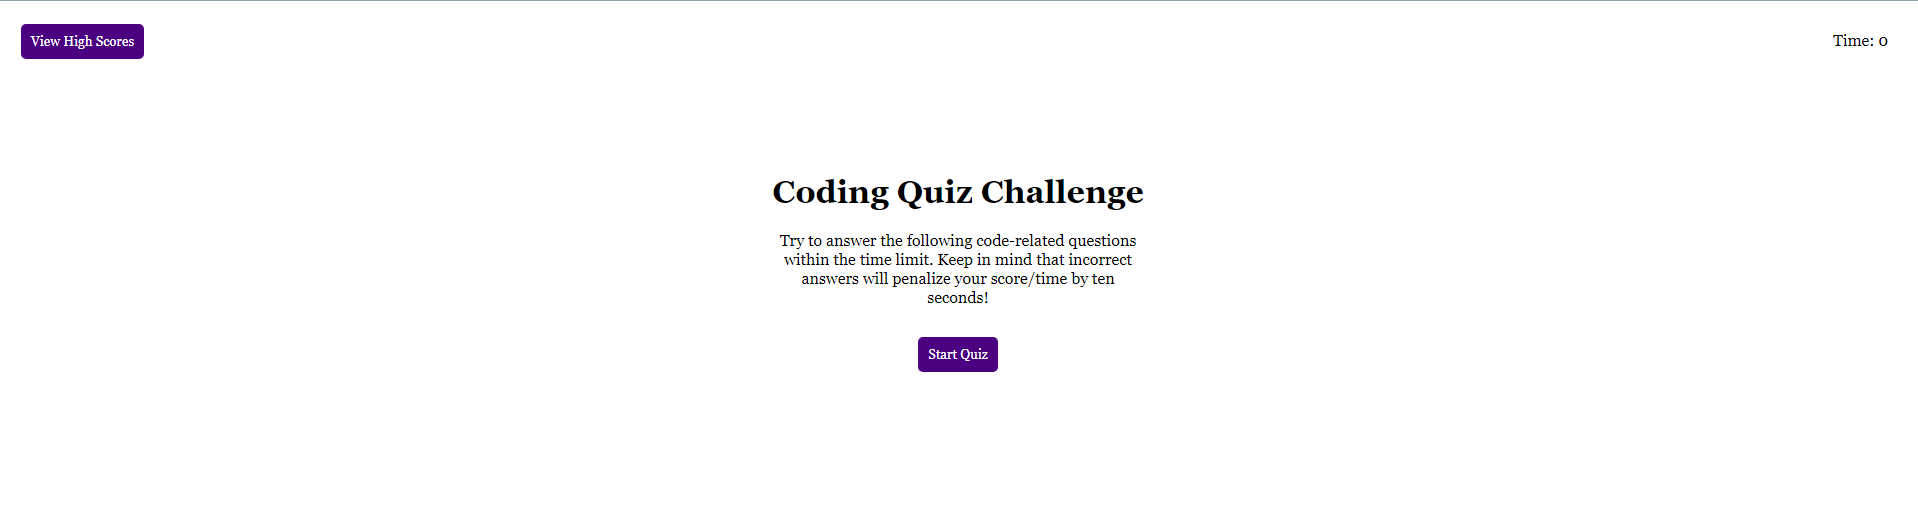 View High Scores
Time: 0
Coding Quiz Challenge
Try to answer the following code-related questions
within the time limit. Keep in mind that incorrect
answers will penalize your score/time by ten
seconds!
Start Quiz